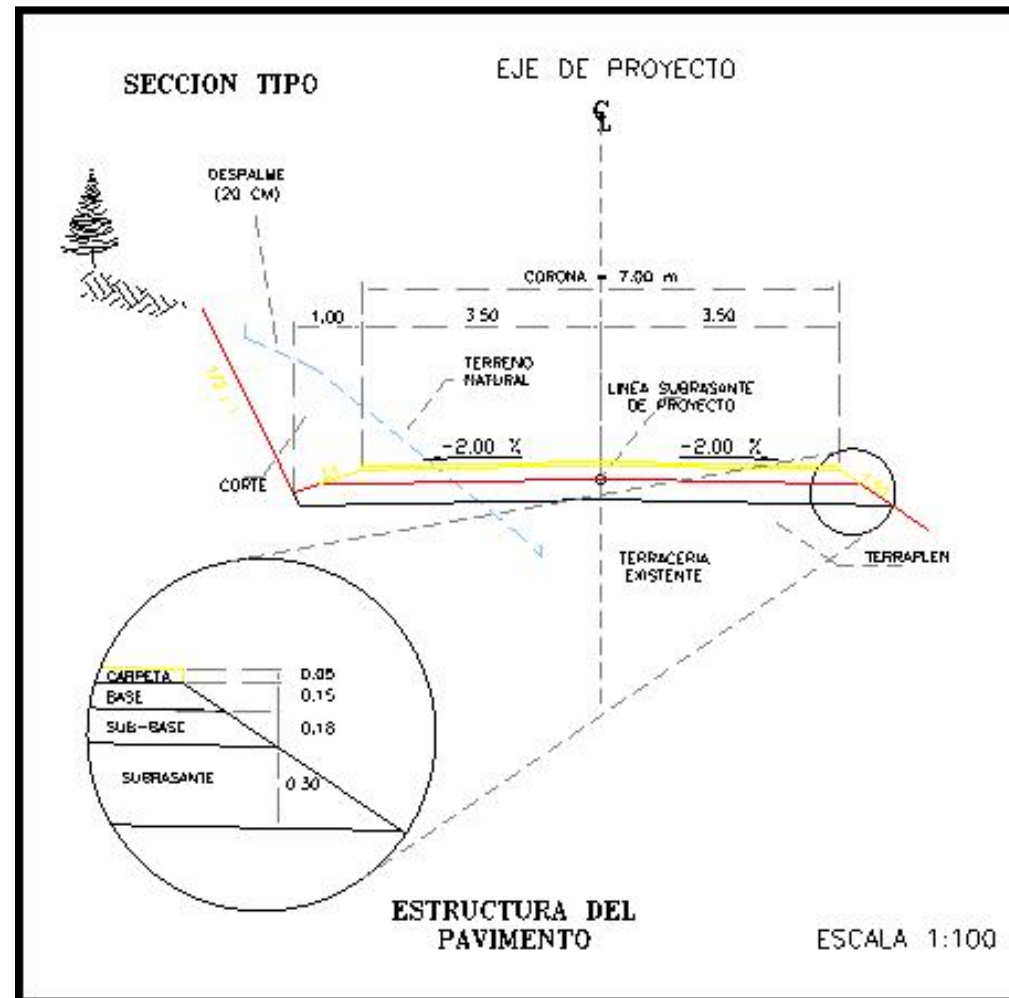 SECCION TIPO
EJE DE PROYECTO
DESPALME
(20 CM)
CORONA = 7.00 m
1.00
3.50
3.50
TERRENO
NATURAL
LINEA SUBRASANTE
DE PROYECTO
-2.00 %
-2.00 %
CORTE
TERRACERIA
EXISTENTE
TERRAPLEN
CARPETA
0.05
BASE
0.15
SUB-BASE
0.18
SUBRASANTE
0.30
ESTRUCTURA DEL
PAVIMENTO
ESCALA 1:100